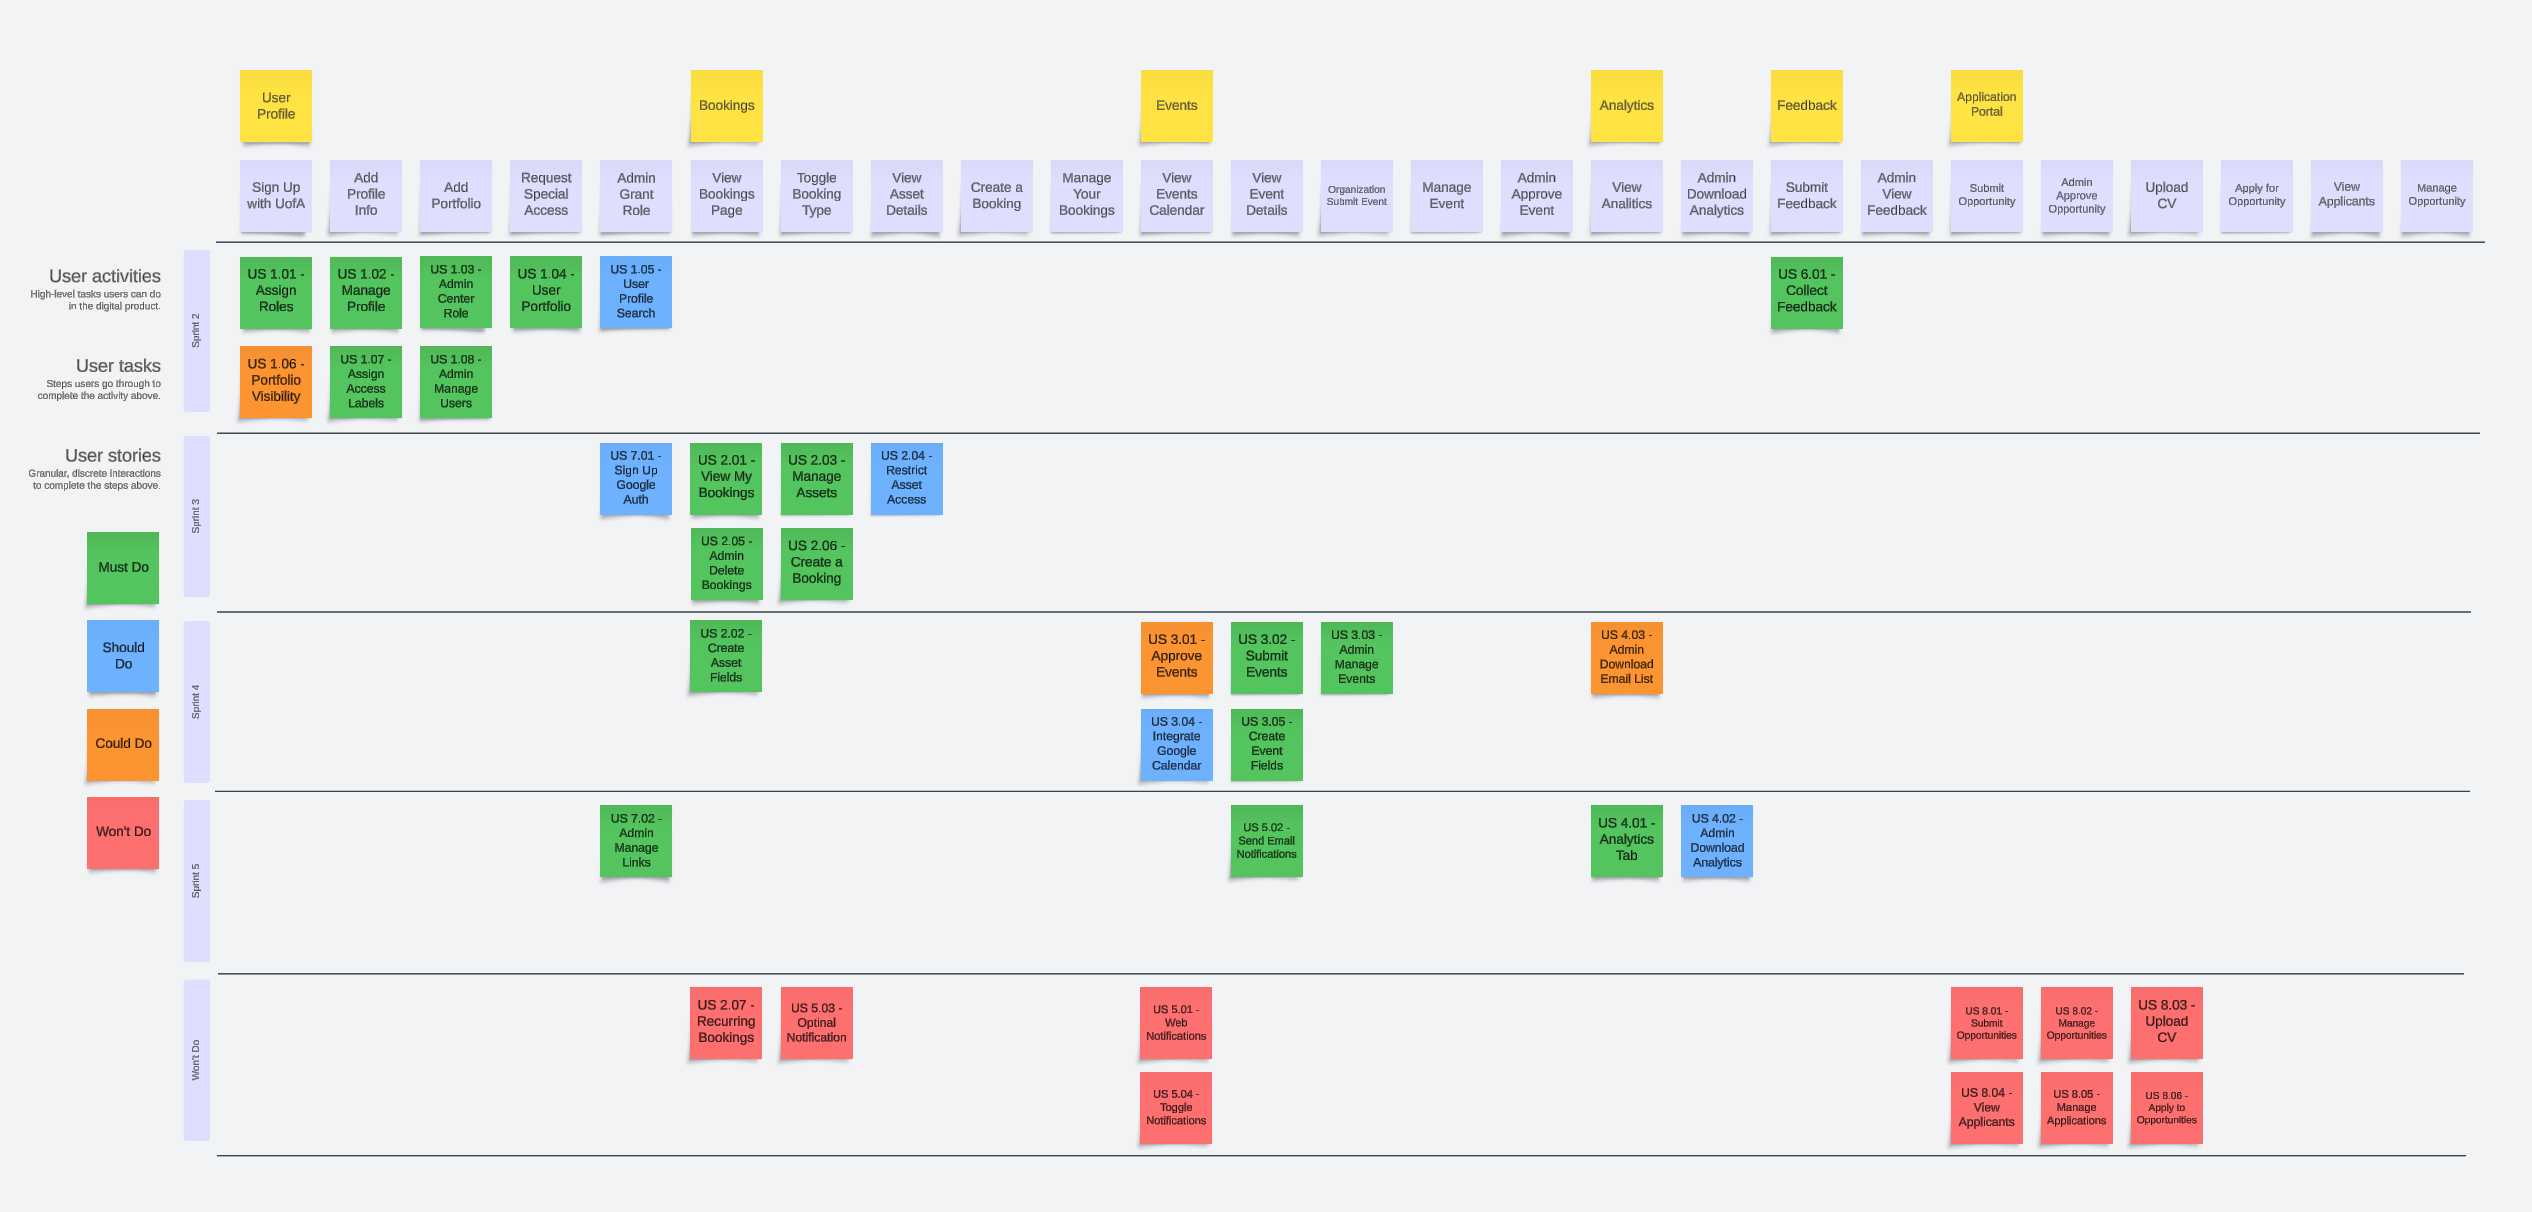 User
Profile
Bookings
Events
Analytics
Feedback
Application
Portal
Sign Up
with UofA
Add
Profile
Info
Add
Portfolio
Request
Special
Access
Admin
Grant
Role
View
Bookings
Page
Toggle
Booking
Type
View
Asset
Details
Create a
Booking
Manage
Your
Bookings
View
Events
Calendar
View
Event
Details
Organization
Submit Event
Manage
Event
Admin
Approve
Event
View
Analitics
Admin
Download
Analytics
Submit
Feedback
Admin
View
Feedback
Submit
Opportunity
Admin
Approve
Opportunity
Upload
CV
Apply for
Opportunity
View
Applicants
Manage
Opportunity
User activities
High-level tasks users can do
in the digital product.
User tasks
Steps users go through to
complete the activity above.
User stories
Granular, discrete interactions
to complete the steps above.
Must Do
Should
Do
Could Do
Won't Do
Sprint 2
US 1.01 -
Assign
Roles
US 1.02 -
Manage
Profile
US 1.03 -
Admin
Center
Role
US 1.04 -
User
Portfolio
US 1.05 -
User
Profile
Search
US 6.01 -
Collect
Feedback
US 1.06 -
Portfolio
Visibility
US 1.07 -
Assign
Access
Labels
US 1.08 -
Admin
Manage
Users
Sprint 3
US 7.01 -
Sign Up
Google
Auth
US 2.01 -
View My
Bookings
US 2.03 -
Manage
Assets
US 2.04 -
Restrict
Asset
Access
US 2.05 -
Admin
Delete
Bookings
US 2.06 -
Create a
Booking
Sprint 4
US 2.02 -
Create
Asset
Fields
US 3.01 -
Approve
Events
US 3.02 -
Submit
Events
US 3.03 -
Admin
Manage
Events
US 4.03 -
Admin
Download
Email List
US 3.04 -
Integrate
Google
Calendar
US 3.05 -
Create
Event
Fields
Sprint 5
US 7.02 -
Admin
Manage
Links
US 5.02 -
Send Email
Notifications
US 4.01 -
Analytics
Tab
US 4.02 -
Admin
Download
Analytics
Won't Do
US 2.07 -
Recurring
Bookings
US 5.03 -
Optinal
Notification
US 5.01 -
Web
Notifications
US 8.01 -
Submit
Opportunities
US 8.02 -
Manage
Opportunities
US 8.03 -
Upload
CV
US 5.04 -
Toggle
Notifications
US 8.04 -
View
Applicants
US 8.05 -
Manage
Applications
US 8.06 -
Apply to
Opportunities